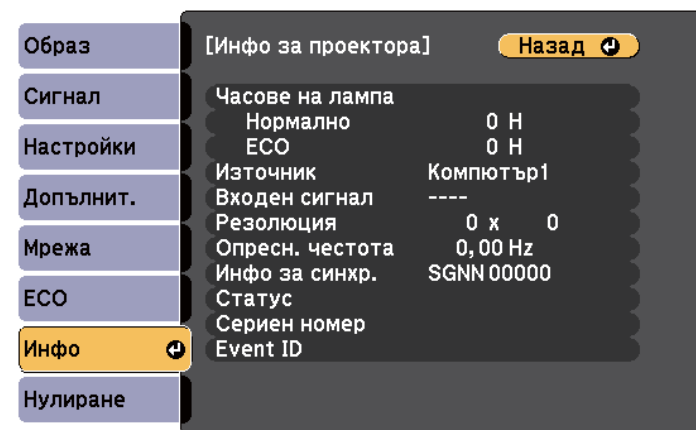 Образ
Сигнал
Настройки
Допълнит.
Мрежа
ECO
Инфо
Нулиране
[Инфо за проектора] Назад
Часове на лампа
Нормално 0 H
ECO 0 H
Източник Компютър1
Входен сигнал ----
Резолюция 0 x 0
Опресн. честота 0,00 Hz
Инфо за синхр. SGNN 00000
Статус
Сериен номер
Event ID